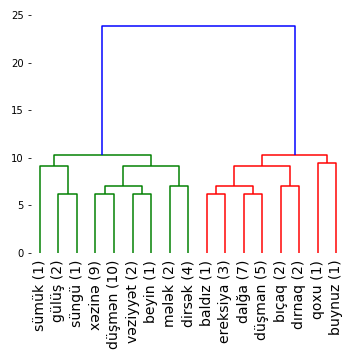 25
20
15
10
5
0
sümük (1)
gülüş (2)
süngü (1)
xəzinə (9)
düşmən (10)
vəziyyət (2)
beyin (1)
mələk (2)
dirsək (4)
baldız (1)
ereksiya (3)
dalğa (7)
düşman (5)
bıçaq (2)
dırnaq (2)
qoxu (1)
buynuz (1)